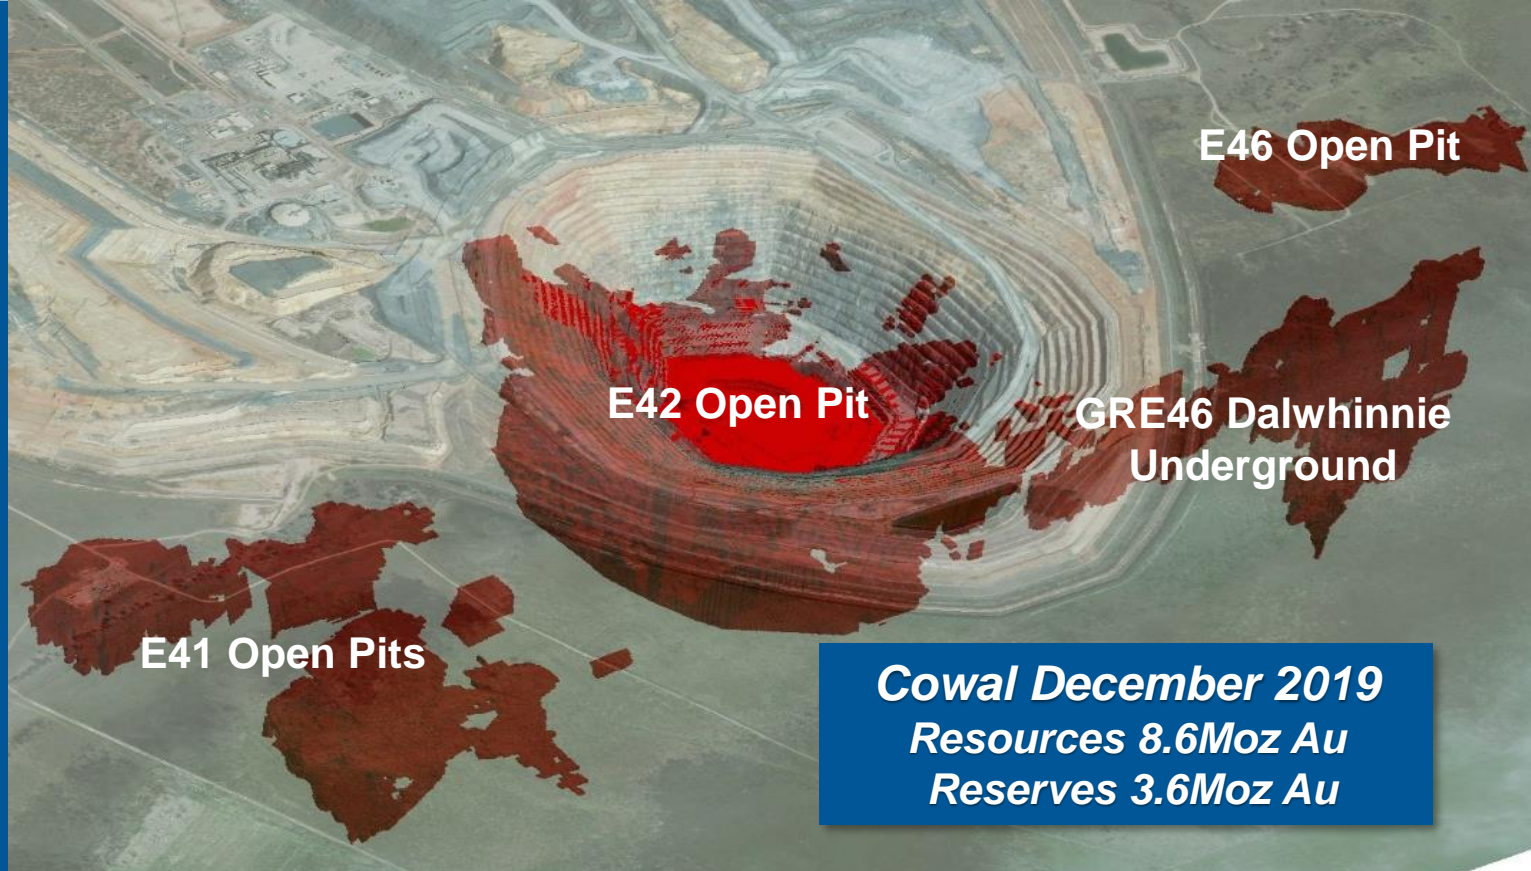 E46 Open Pit
E42 Open Pit
GRE46 Dalwhinnie
Underground
E41 Open Pits
Cowal December 2019
Resources 8.6Moz Au
Reserves 3.6Moz Au